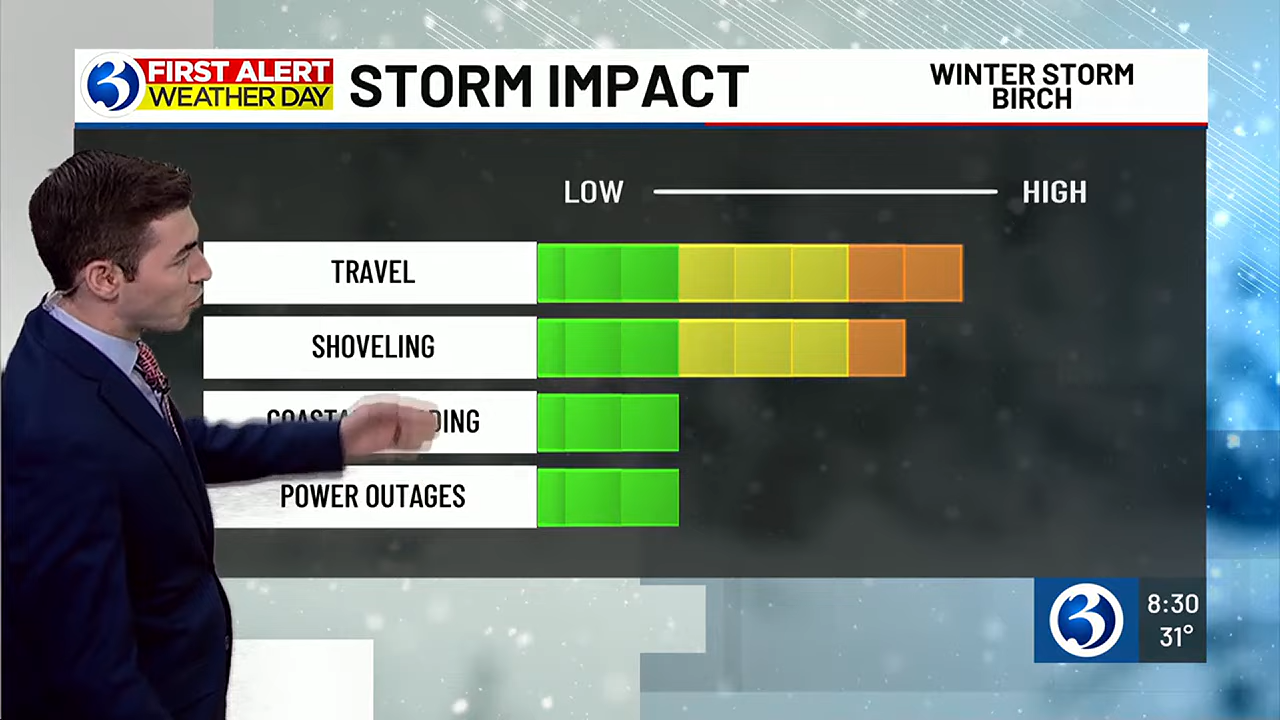 3 FIRST ALERT
WEATHER DAY
STORM IMPACT
WINTER STORM
BIRCH
LOW
HIGH
TRAVEL
SHOVELING
POWER OUTAGES
3
8:30
31°